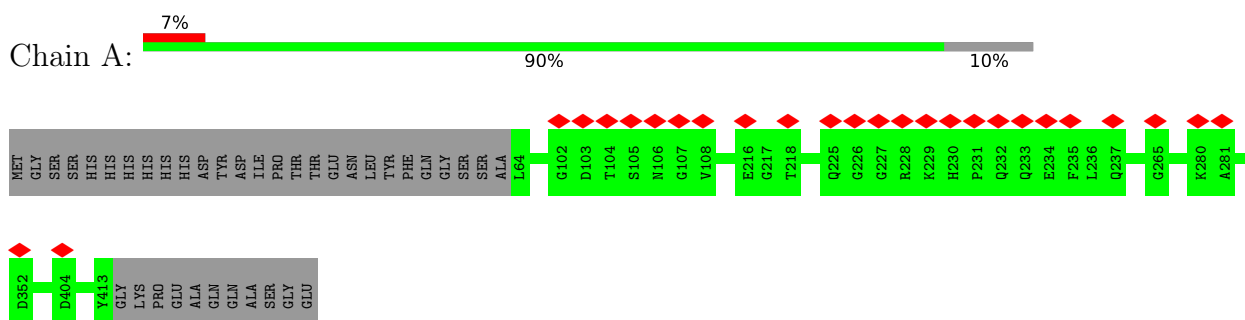 7%
Chain A:
90%
10%
MET GLY SER SER HIS HIS HIS HIS HIS HIS ASP TYR ASP ILE PRO THR THR GLU ASN LEU TYR PHE GLN GLY SER SER ALA L64 G102 D103 T104 S105 N106 G107 V108 E216 G217 T218 Q225 G226 G227 R228 K229 H230 P231 Q232 Q233 E234 F235 L236 Q237 G265 K280 A281
D352 D404 Y413 GLY LYS PRO GLU ALA GLN GLN ALA SER GLY GLU